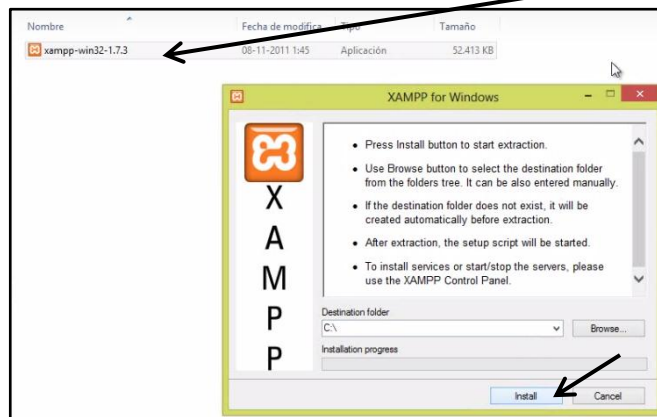 Nombre Fecha de modifica Tipo Tamaño
xampp-win32-1.7.3 08-11-2011 1:45 Aplicación 52.413 KB
XAMPP for Windows
X
A
M
P
P
• Press Install button to start extraction.
• Use Browse button to select the destination folder
from the folders tree. It can be also entered manually.
• If the destination folder does not exist, it will be
created automatically before extraction.
• After extraction, the setup script will be started.
• To install services or start/stop the servers, please
use the XAMPP Control Panel.
Destination folder
C:\
Browse...
Installation progress
Install Cancel